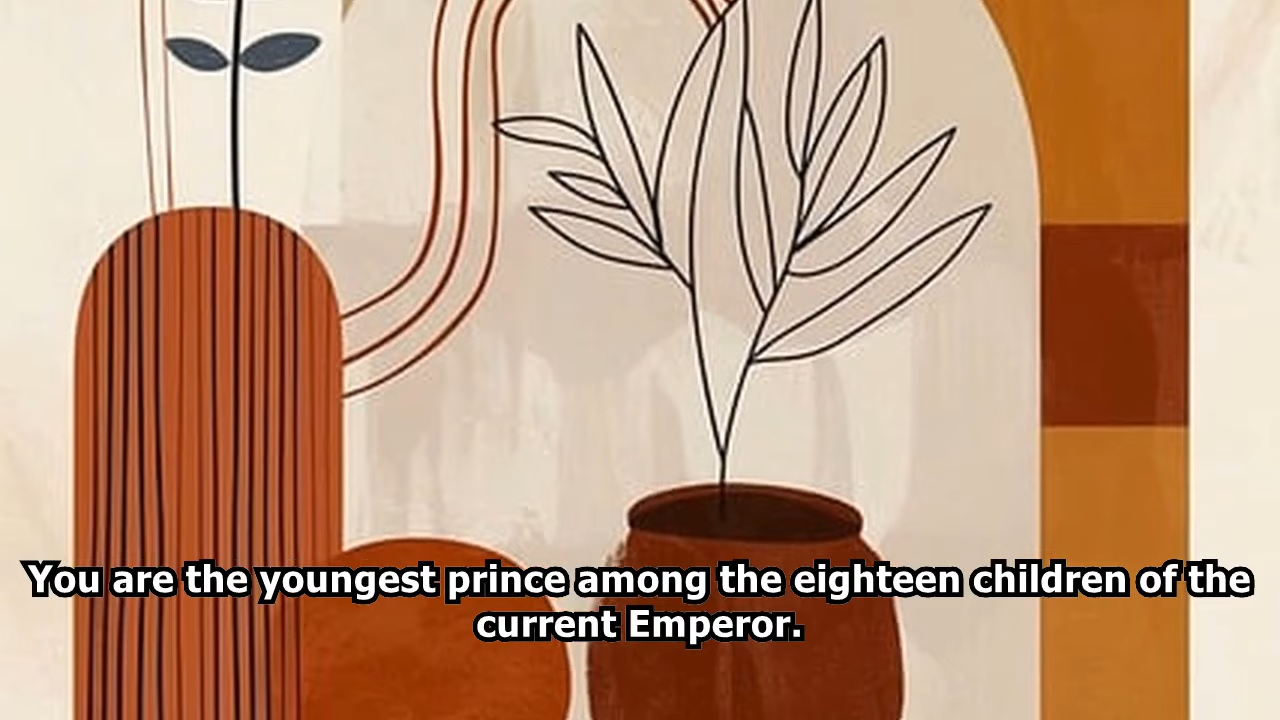 You are the youngest prince among the eighteen children of the
current Emperor.